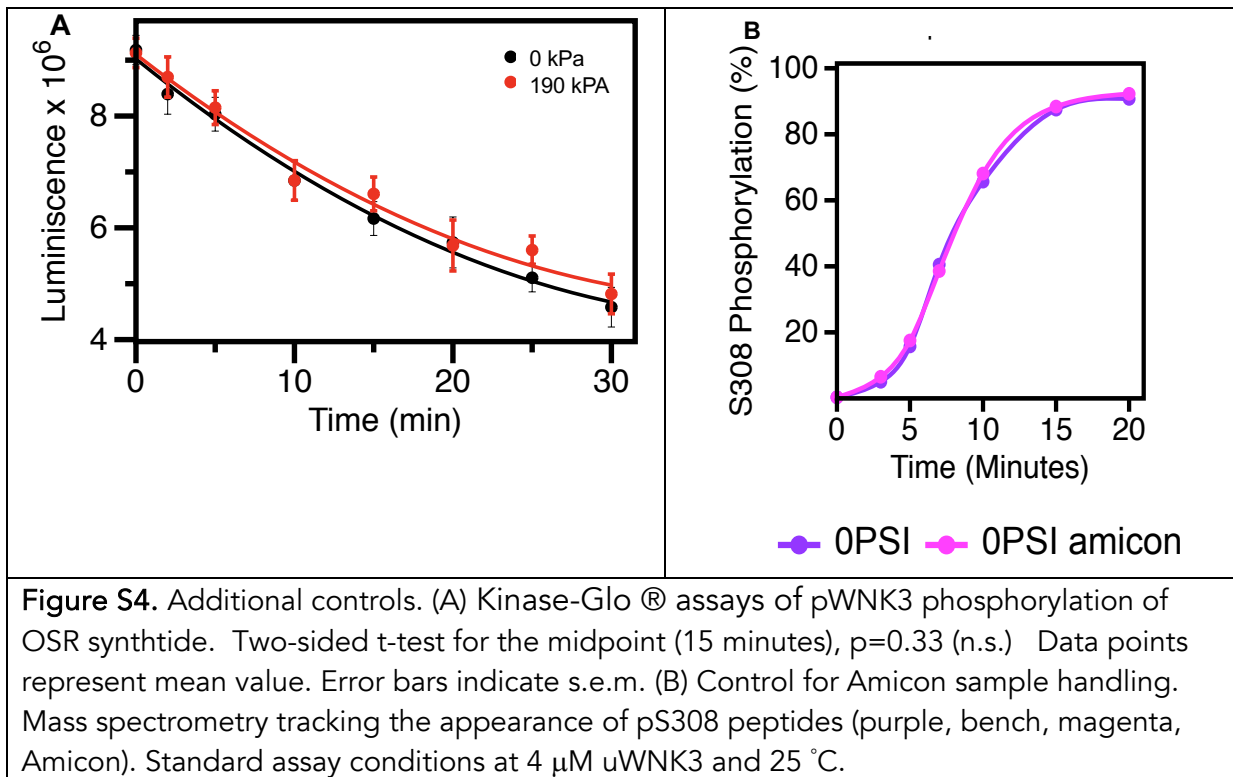 A
Luminiscence x 10^6
8
6
4
0 kPa
190 kPA
0 10 20 30
Time (min)
B
S308 Phosphorylation (%)
100
80
60
40
20
0 5 10 15 20
Time (Minutes)
0PSI 0PSI amicon
Figure S4. Additional controls. (A) Kinase-Glo ® assays of pWNK3 phosphorylation of
OSR synthtide. Two-sided t-test for the midpoint (15 minutes), p=0.33 (n.s.) Data points
represent mean value. Error bars indicate s.e.m. (B) Control for Amicon sample handling.
Mass spectrometry tracking the appearance of pS308 peptides (purple, bench, magenta,
Amicon). Standard assay conditions at 4 μM uWNK3 and 25 ˚C.